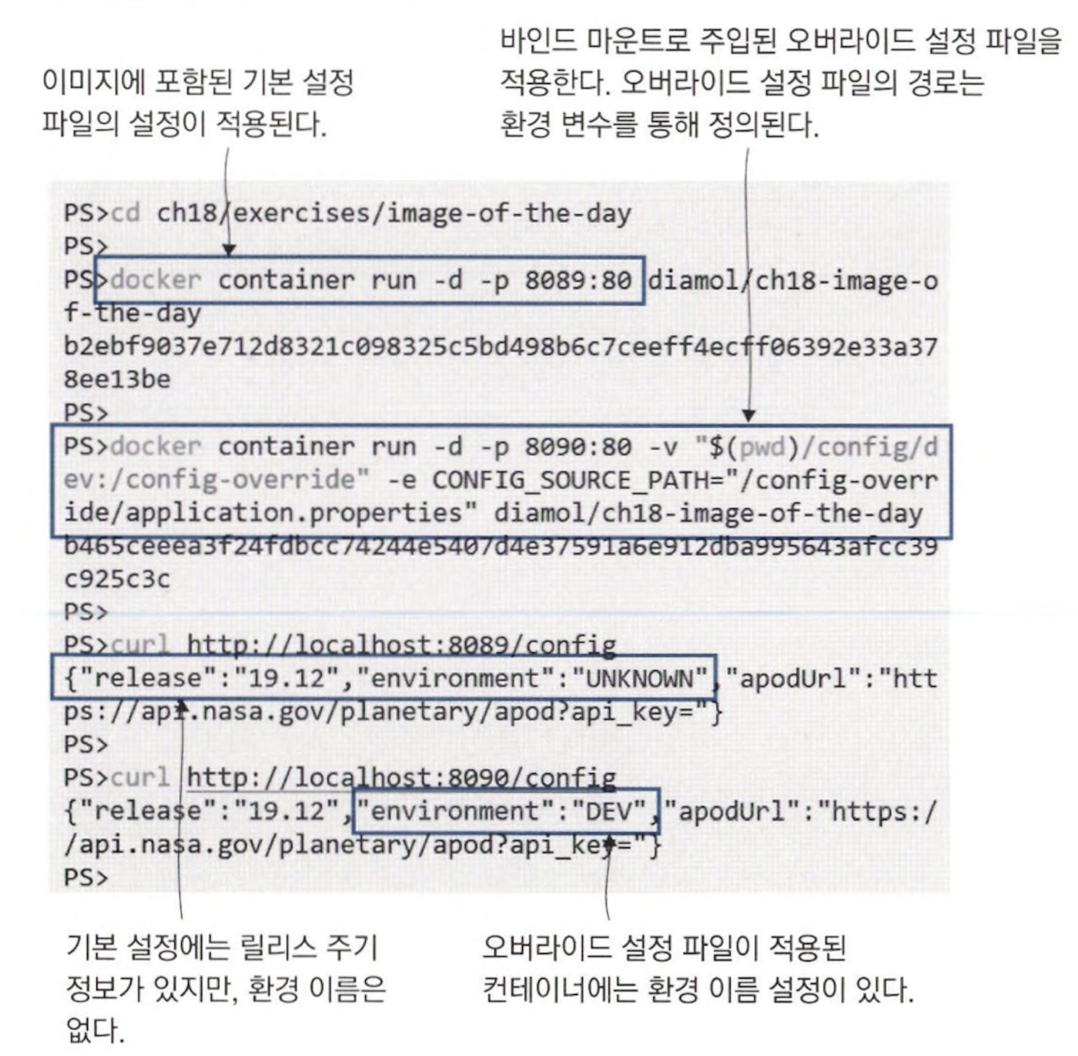 이미지에 포함된 기본 설정
파일의 설정이 적용된다.
바인드 마운트로 주입된 오버라이드 설정 파일을
적용한다. 오버라이드 설정 파일의 경로는
환경 변수를 통해 정의된다.
PS>cd ch18/exercises/image-of-the-day
PS>
PS>docker container run -d -p 8089:80 diamol/ch18-image-o
f-the-day
b2ebf9037e712d8321c098325c5bd498b6c7ceeff4ecff06392e33a37
8ee13be
PS>
PS>docker container run -d -p 8090:80 -v "$(pwd)/config/d
ev:/config-override" -e CONFIG_SOURCE_PATH="/config-overr
ide/application.properties" diamol/ch18-image-of-the-day
b465ceeea3f24fdbcc74244e5407d4e37591a6e912dba995643afcc39
c925c3c
PS>
PS>curl http://localhost:8089/config
{"release":"19.12","environment":"UNKNOWN","apodUrl":"htt
ps://api.nasa.gov/planetary/apod?api_key="}
PS>
PS>curl http://localhost:8090/config
{"release":"19.12","environment":"DEV","apodUrl":"https:/
/api.nasa.gov/planetary/apod?api_key="}
PS>
기본 설정에는 릴리스 주기
정보가 있지만, 환경 이름은
없다.
오버라이드 설정 파일이 적용된
컨테이너에는 환경 이름 설정이 있다.